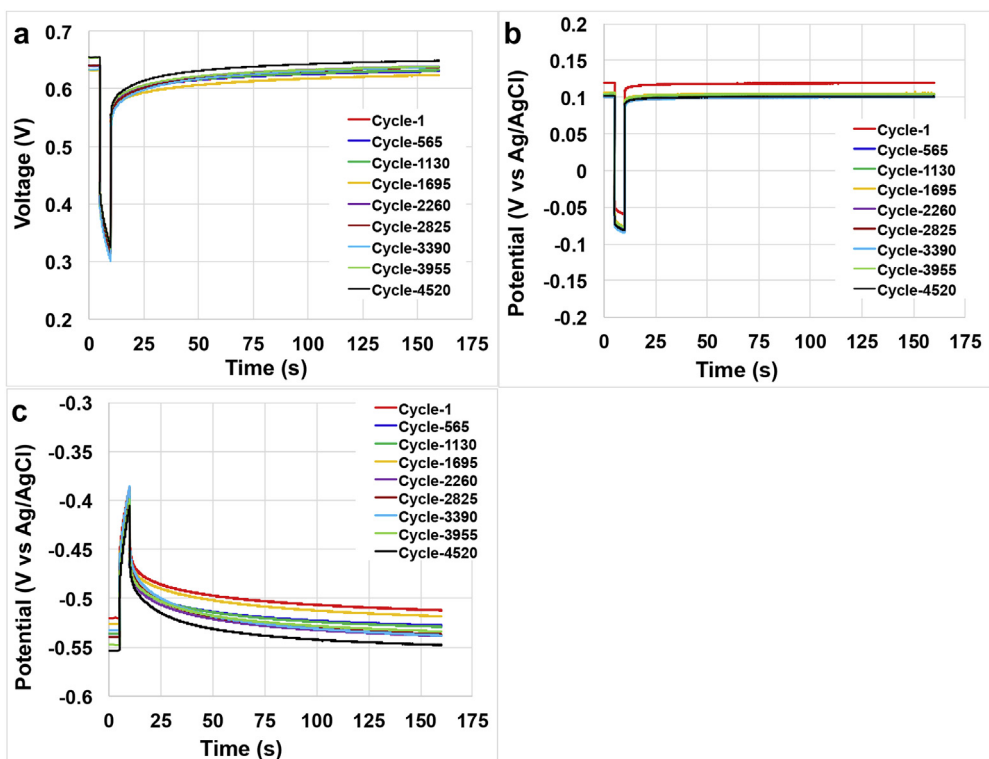 a
Voltage (V)
0.7
0.6
0.5
0.4
0.3
0.2
0 25 50 75 100 125 150 175
Time (s)
Cycle-1
Cycle-565
Cycle-1130
Cycle-1695
Cycle-2260
Cycle-2825
Cycle-3390
Cycle-3955
Cycle-4520
b
Potential (V vs Ag/AgCl)
0.2
0.15
0.1
0.05
0
-0.05
-0.1
-0.15
-0.2
0 25 50 75 100 125 150 175
Time (s)
Cycle-1
Cycle-565
Cycle-1130
Cycle-1695
Cycle-2260
Cycle-2825
Cycle-3390
Cycle-3955
Cycle-4520
c
Potential (V vs Ag/AgCl)
-0.3
-0.35
-0.4
-0.45
-0.5
-0.55
-0.6
0 25 50 75 100 125 150 175
Time (s)
Cycle-1
Cycle-565
Cycle-1130
Cycle-1695
Cycle-2260
Cycle-2825
Cycle-3390
Cycle-3955
Cycle-4520